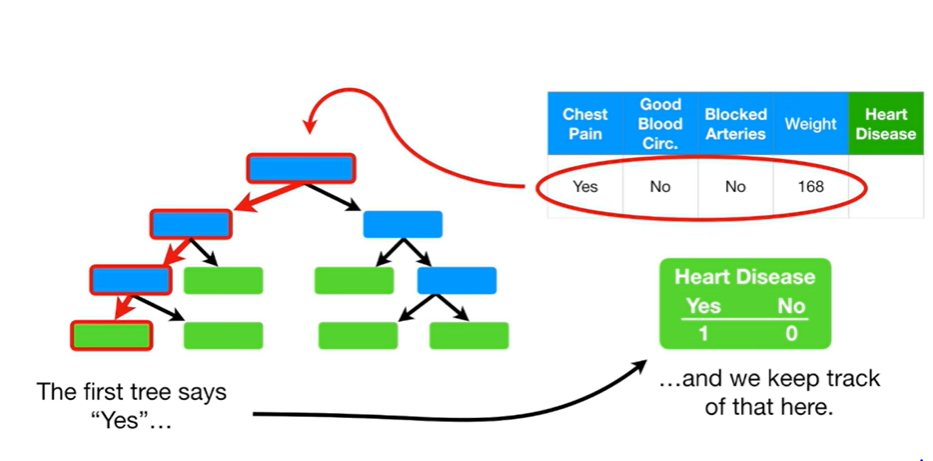 Chest
Pain
Good
Blood
Circ.
Blocked
Arteries
Weight
Heart
Disease
Yes
No
No
168
Heart Disease
Yes No
1 0
The first tree says
“Yes”…
…and we keep track
of that here.